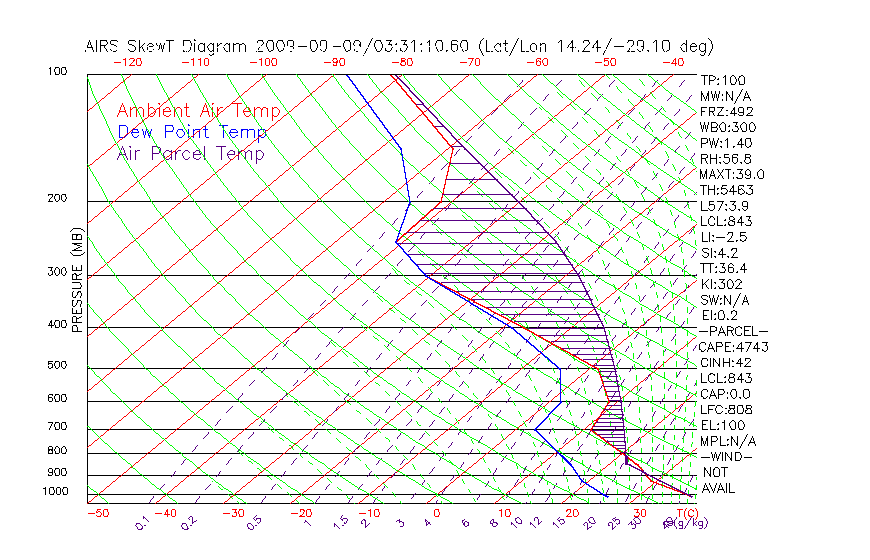 AIRS SkewT Diagram 2009-09-09/03:31:10.60 (Lat/Lon 14.24/-29.10 deg)
-120 -110 -100 -90 -80 -70 -60 -50 -40
Ambient Air Temp
Dew Point Temp
Air Parcel Temp
PRESSURE (MB)
100
200
300
400
500
600
700
800
900
1000
TP:100
MW:N/A
FRZ:492
WB0:300
PW:1.40
RH:56.8
MAXT:39.0
TH:5463
L57:3.9
LCL:843
LI:-2.5
SI:4.2
TT:36.4
KI:302
SW:N/A
EI:0.2
-PARCEL-
CAPE:4743
CINH:42
LCL:843
CAP:0.0
LFC:808
EL:100
MPL:N/A
-WIND-
NOT
AVAIL
-50 -40 -30 -20 -10 0 10 20 30 T(C)
0.1 0.2 0.5 1 1.5 2 3 4 6 8 10 12 15 20 25 30 (g/kg)